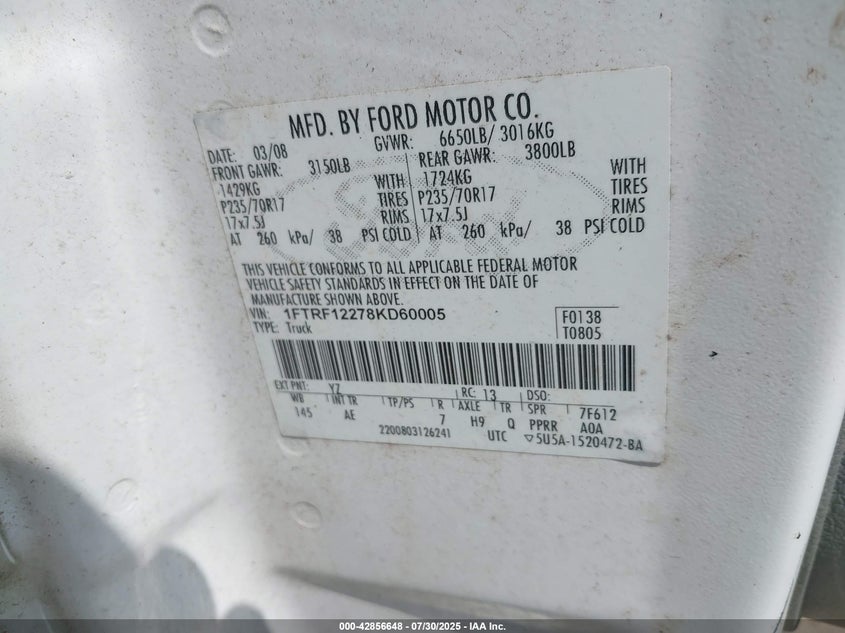 MFD. BY FORD MOTOR CO.
DATE: 03/08 GVWR: 6650LB/ 3016KG
FRONT GAWR: 3150LB REAR GAWR: 3800LB
1429KG WITH 1724KG WITH
P235/70R17 TIRES P235/70R17 TIRES
17x7.5J RIMS 17x7.5J RIMS
AT 260 kPa/ 38 PSI COLD AT 260 kPa/ 38 PSI COLD
THIS VEHICLE CONFORMS TO ALL APPLICABLE FEDERAL MOTOR
VEHICLE SAFETY STANDARDS IN EFFECT ON THE DATE OF
MANUFACTURE SHOWN ABOVE.
VIN: 1FTRF12278KD60005 F0138
TYPE: Truck T0805
EXT PNT: YZ RC: 13 DSO:
WB INT TR TP/PS R AXLE TR SPR 7F612
145 AE 7 H9 Q PPRR A0A
2200803126241 UTC ▽5U5A-1520472-BA
000-42856648 - 07/30/2025 - IAA Inc.